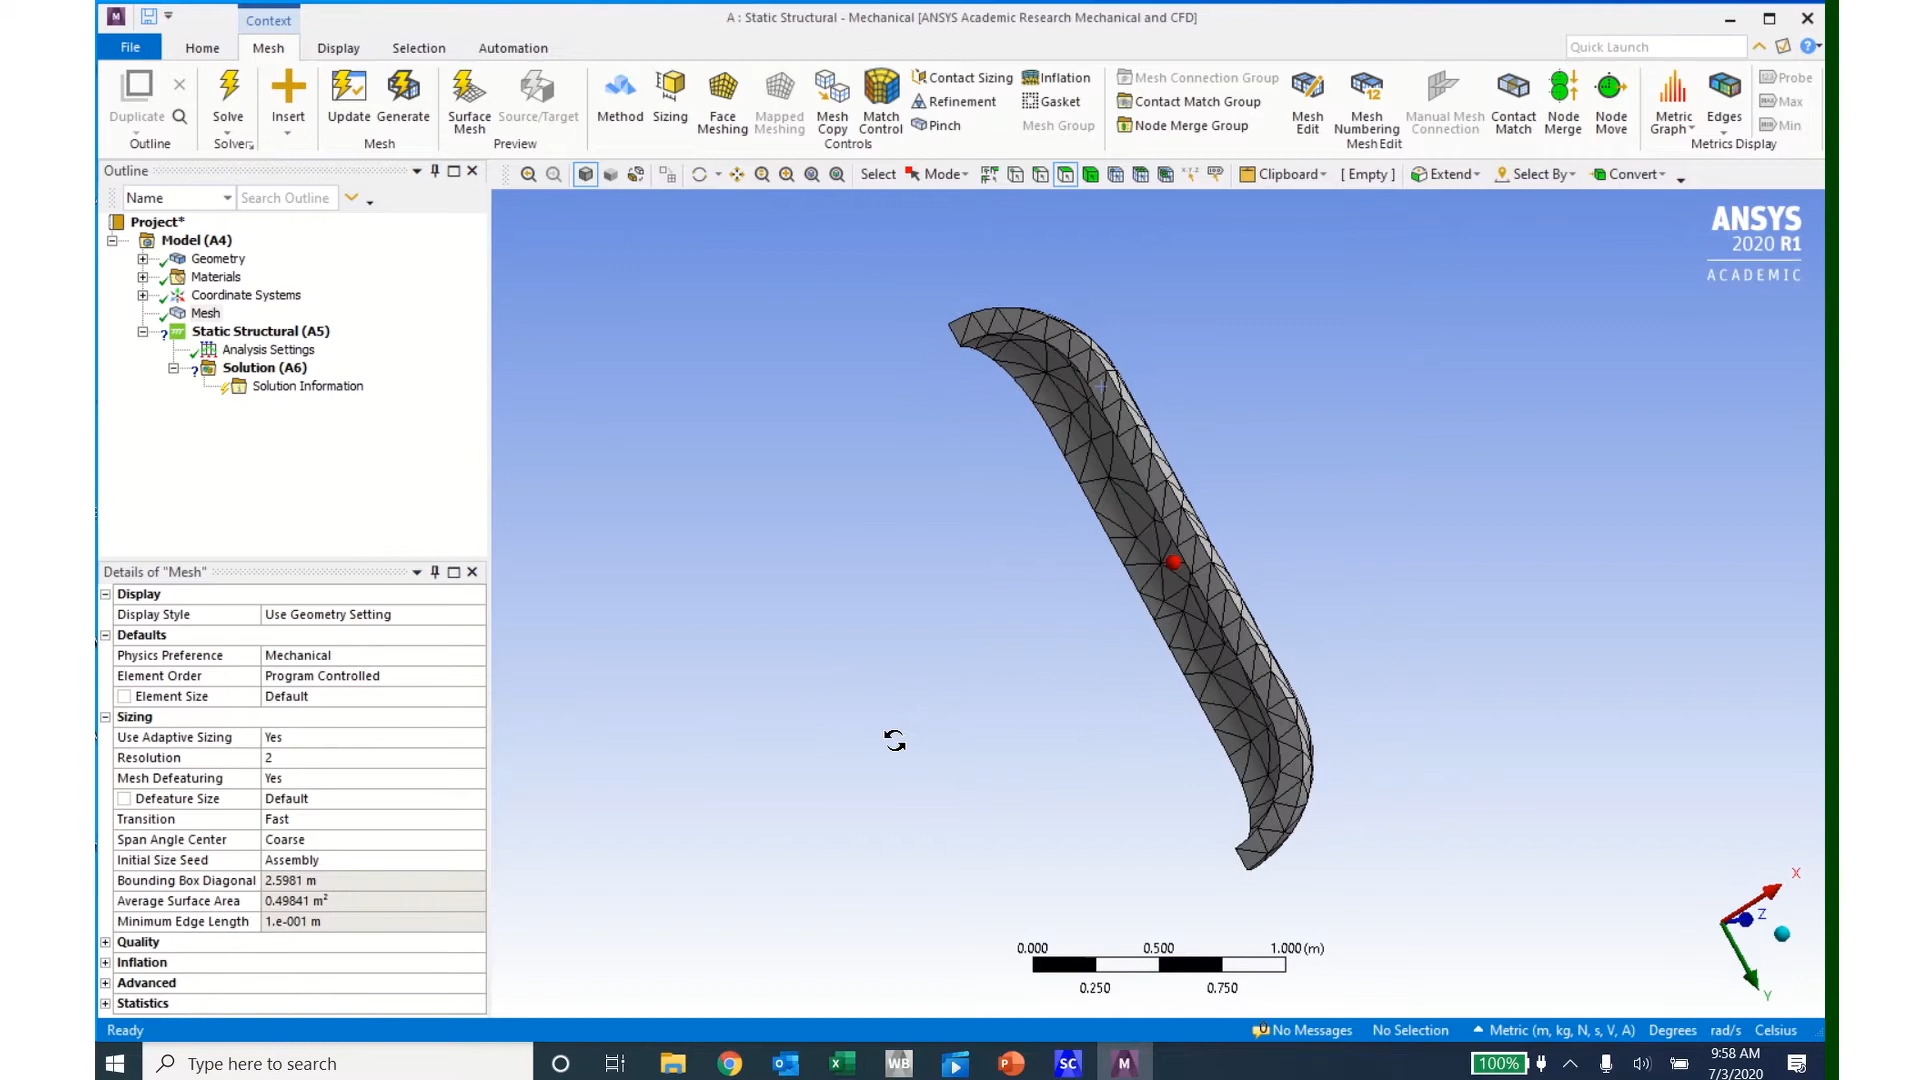 Context
A : Static Structural - Mechanical [ANSYS Academic Research Mechanical and CFD]
File Home Mesh Display Selection Automation
Quick Launch
Duplicate
Outline
Solve
Solver
Insert
Update Generate
Mesh
Surface Mesh
Source/Target
Preview
Method Sizing
Face Meshing
Mapped Meshing
Mesh Copy
Match Control
Contact Sizing
Refinement
Pinch
Inflation
Gasket
Mesh Group
Controls
Mesh Connection Group
Contact Match Group
Node Merge Group
Mesh Edit
Mesh Numbering
Manual Mesh Connection
Contact Match
Node Merge
Node Move
Mesh Edit
Metric Graph
Edges
Probe
Max
Min
Metrics Display
Outline
Select Mode Clipboard [ Empty ] Extend Select By Convert
Name Search Outline
Project*
Model (A4)
Geometry
Materials
Coordinate Systems
Mesh
Static Structural (A5)
Analysis Settings
Solution (A6)
Solution Information
ANSYS
2020 R1
ACADEMIC
Details of "Mesh"
Display
Display Style Use Geometry Setting
Defaults
Physics Preference Mechanical
Element Order Program Controlled
Element Size Default
Sizing
Use Adaptive Sizing Yes
Resolution 2
Mesh Defeaturing Yes
Defeature Size Default
Transition Fast
Span Angle Center Coarse
Initial Size Seed Assembly
Bounding Box Diagonal 2.5981 m
Average Surface Area 0.49841 m²
Minimum Edge Length 1.e-001 m
Quality
Inflation
Advanced
Statistics
0.000 0.500 1.000 (m)
0.250 0.750
X
Z
Y
Ready
No Messages No Selection Metric (m, kg, N, s, V, A) Degrees rad/s Celsius
Type here to search
WB
SC
M
100%
9:58 AM
7/3/2020